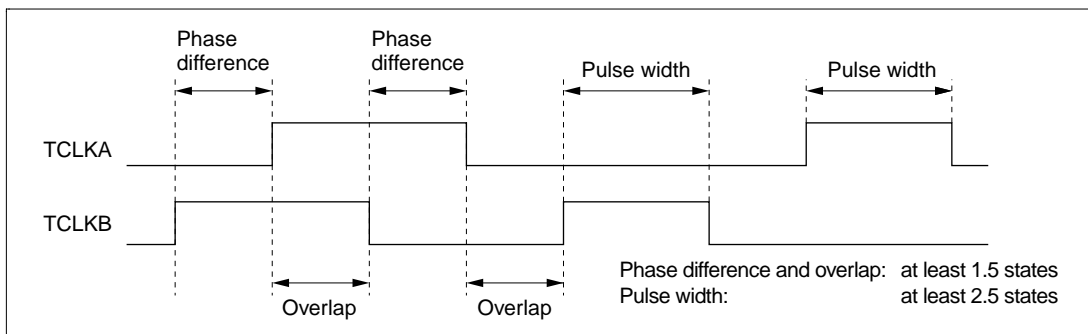 Phase
difference
Phase
difference
Pulse width
Pulse width
TCLKA
TCLKB
Overlap
Overlap
Phase difference and overlap: at least 1.5 states
Pulse width: at least 2.5 states